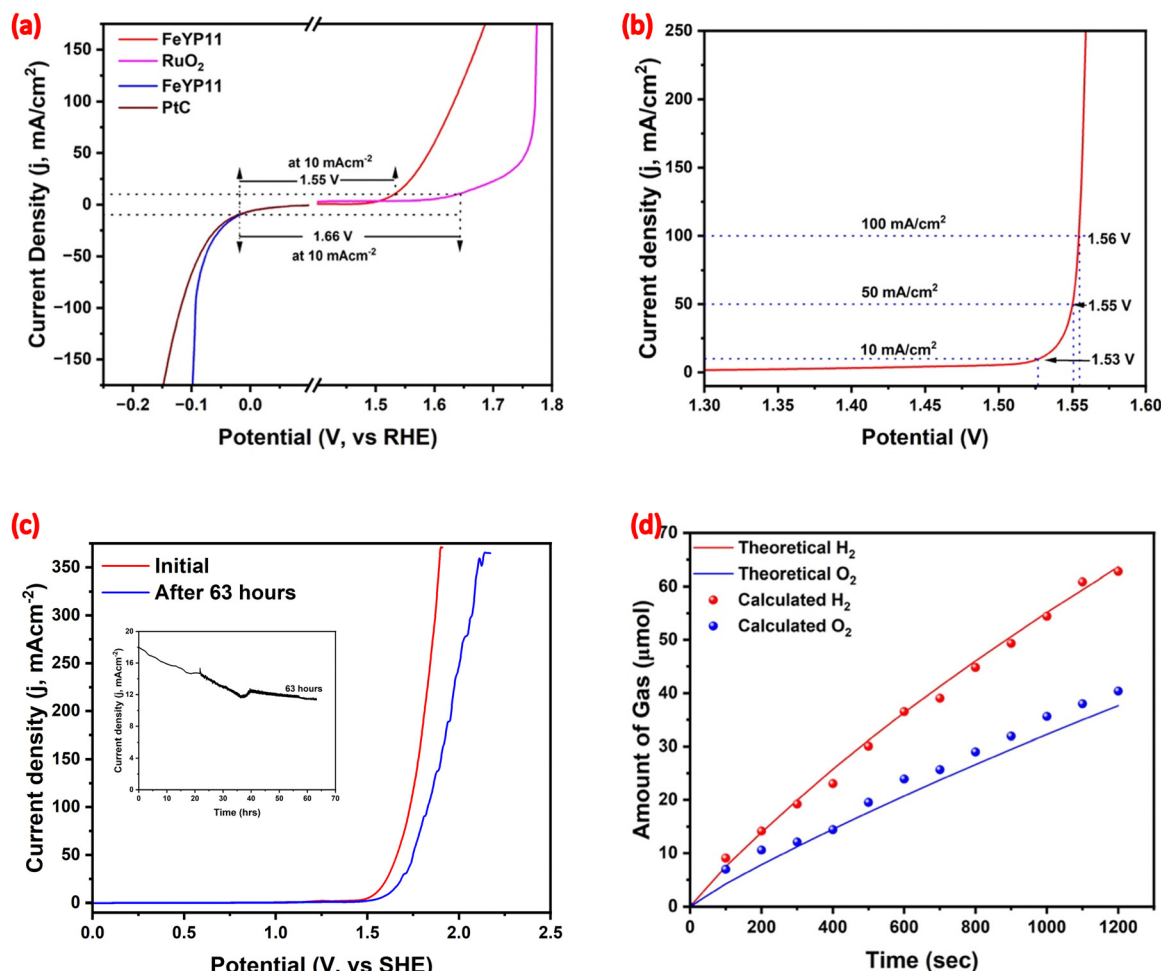 (a)
FeYP11
RuO2
FeYP11
PtC
at 10 mAcm-2
1.55 V
1.66 V
at 10 mAcm-2
150
100
50
0
−50
−100
−150
−0.2
−0.1
0.0
1.5
1.6
1.7
1.8
Current Density (j, mA/cm2)
Potential (V, vs RHE)
(b)
250
200
150
100
50
0
100 mA/cm2
1.56 V
50 mA/cm2
1.55 V
10 mA/cm2
1.53 V
1.30
1.35
1.40
1.45
1.50
1.55
1.60
Current density (j, mA/cm2)
Potential (V)
(c)
Initial
After 63 hours
350
300
250
200
150
100
50
0
20
16
12
8
4
0
63 hours
0
10
20
30
40
50
60
70
Current density (j, mAcm-2)
Time (hrs)
0.0
0.5
1.0
1.5
2.0
2.5
Current density (j, mAcm-2)
Potential (V, vs SHE)
(d)
Theoretical H2
Theoretical O2
Calculated H2
Calculated O2
70
60
50
40
30
20
10
0
0
200
400
600
800
1000
1200
Amount of Gas (μmol)
Time (sec)